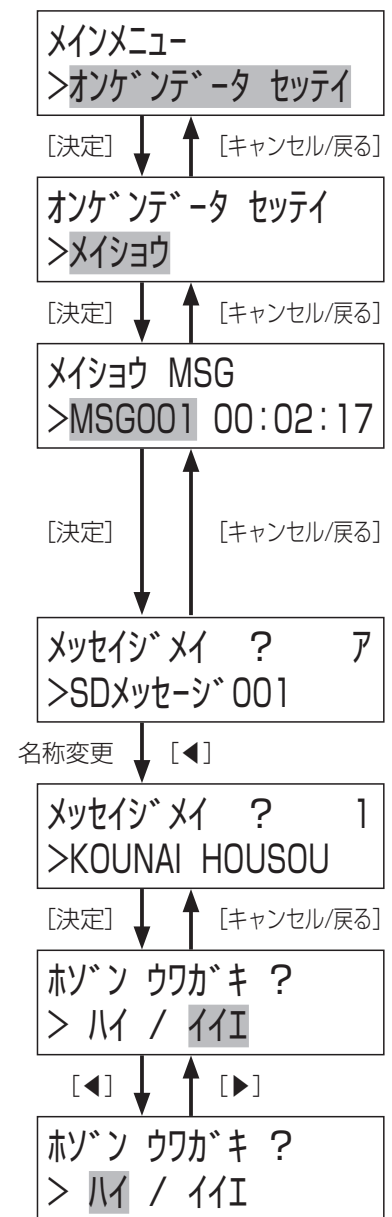 メインメニュー
>オンゲンデータ セッテイ
[決定] [キャンセル/戻る]
オンゲンデータ セッテイ
>メイショウ
[決定] [キャンセル/戻る]
メイショウ MSG
>MSG001 00:02:17
[決定] [キャンセル/戻る]
メッセイジメイ ? ア
>SDメッセージ001
名称変更 [◀]
メッセイジメイ ? 1
>KOUNAI HOUSOU
[決定] [キャンセル/戻る]
ホゾン ウワガキ ?
> ハイ / イイエ
[◀] [▶]
ホゾン ウワガキ ?
> ハイ / イイエ